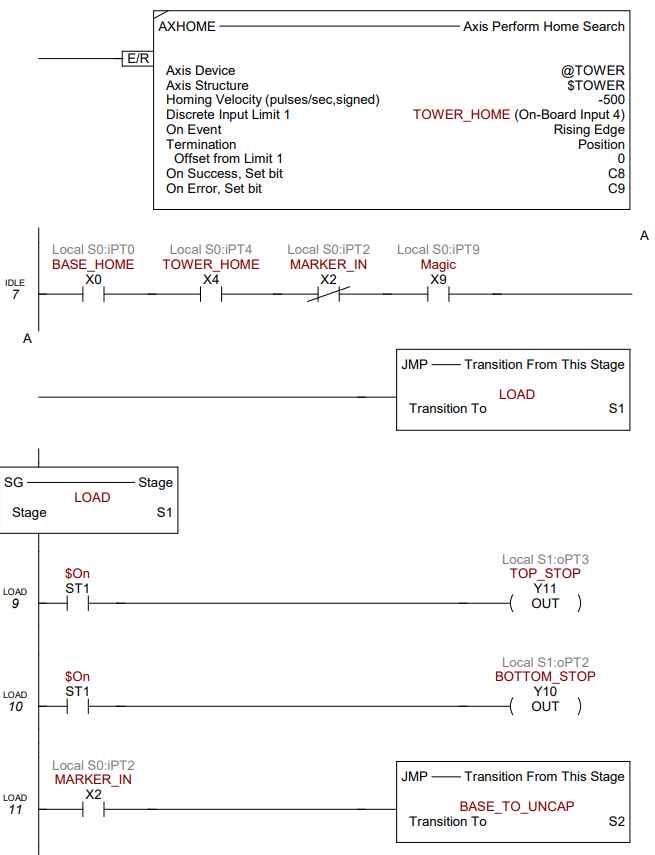 AXHOME Axis Perform Home Search
E/R
Axis Device @TOWER
Axis Structure $TOWER
Homing Velocity (pulses/sec,signed) -500
Discrete Input Limit 1 TOWER_HOME (On-Board Input 4)
On Event Rising Edge
Termination Position
Offset from Limit 1 0
On Success, Set bit C8
On Error, Set bit C9
A
Local S0:iPT0 Local S0:iPT4 Local S0:iPT2 Local S0:iPT9
BASE_HOME TOWER_HOME MARKER_IN Magic
X0 X4 X2 X9
IDLE
7
A
JMP Transition From This Stage
LOAD
Transition To S1
SG Stage
LOAD
Stage S1
Local S1:oPT3
$On TOP_STOP
ST1 Y11
LOAD
9 OUT
Local S1:oPT2
$On BOTTOM_STOP
ST1 Y10
LOAD
10 OUT
Local S0:iPT2
MARKER_IN JMP Transition From This Stage
X2
LOAD
11 BASE_TO_UNCAP
Transition To S2